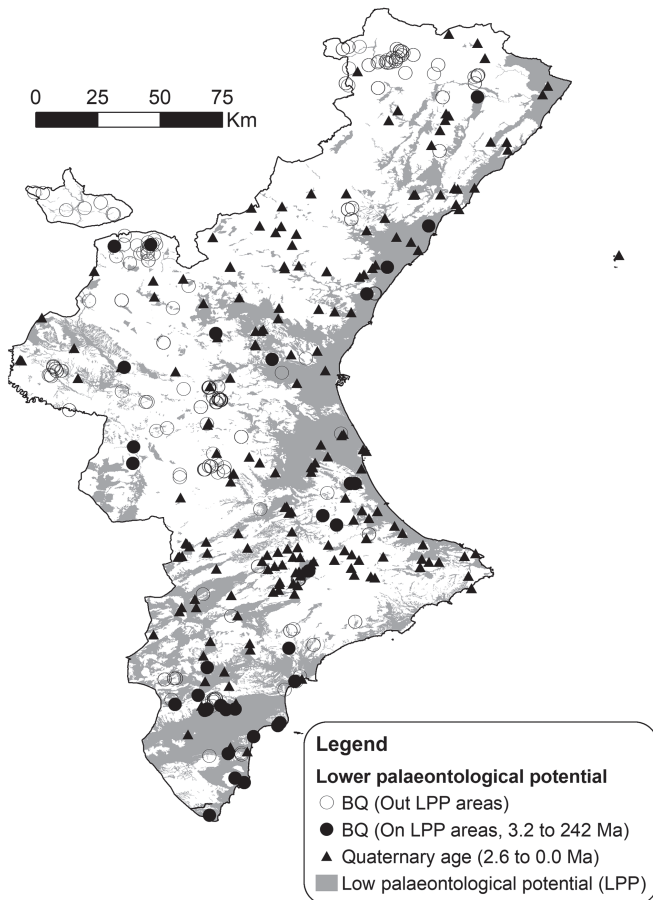 0 25 50 75
Km
Legend
Lower palaeontological potential
BQ (Out LPP areas)
BQ (On LPP areas, 3.2 to 242 Ma)
Quaternary age (2.6 to 0.0 Ma)
Low palaeontological potential (LPP)